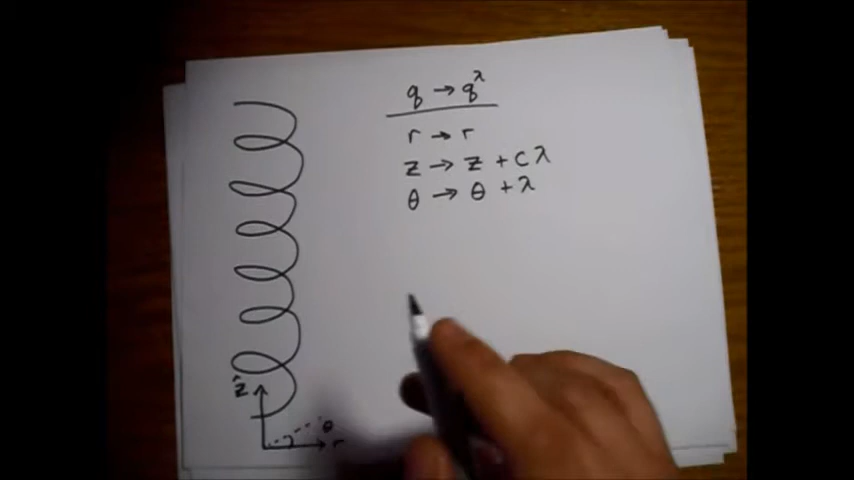 q → q^λ
r → r
z → z + cλ
θ → θ + λ
ẑ
θ
r